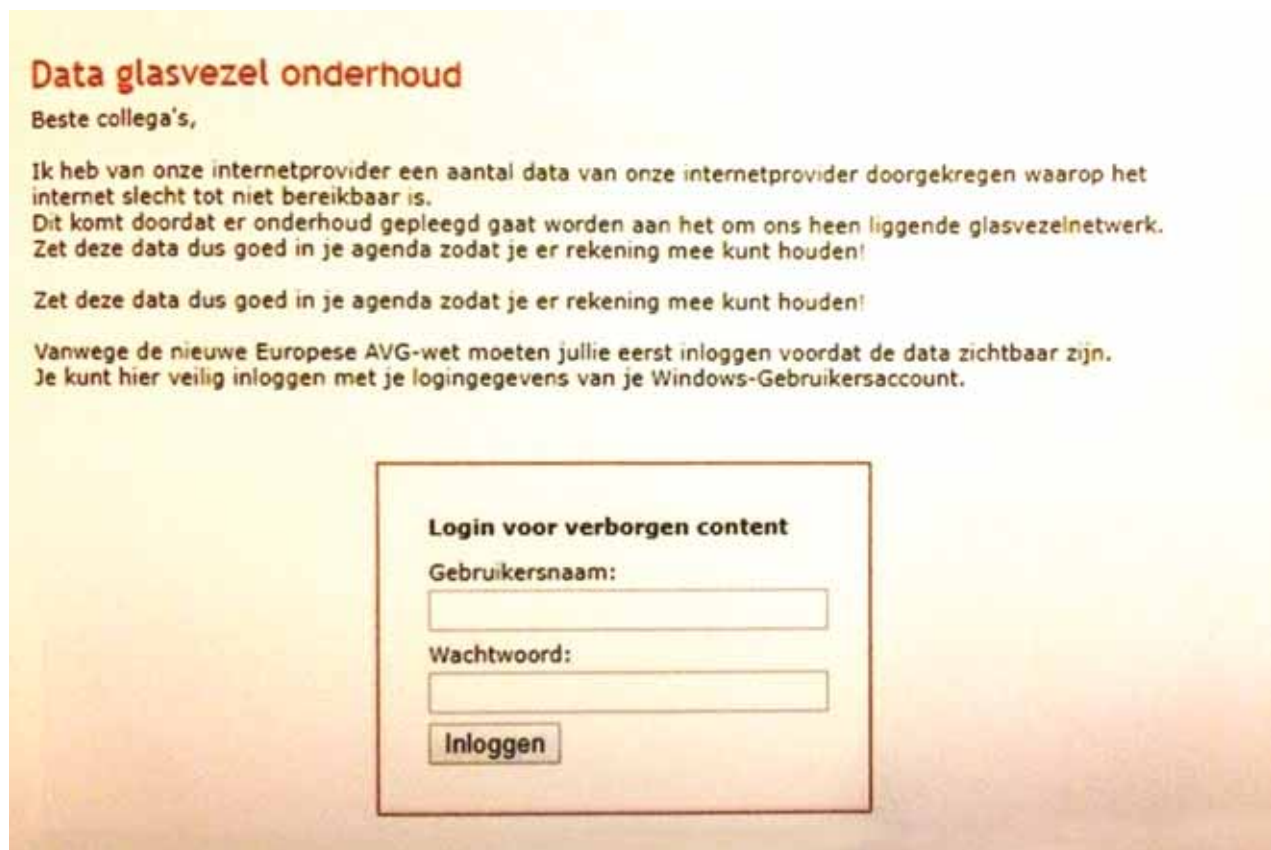 Data glasvezel onderhoud
Beste collega's,
Ik heb van onze internetprovider een aantal data van onze internetprovider doorgekregen waarop het
internet slecht tot niet bereikbaar is.
Dit komt doordat er onderhoud gepleegd gaat worden aan het om ons heen liggende glasvezelnetwerk.
Zet deze data dus goed in je agenda zodat je er rekening mee kunt houden!
Zet deze data dus goed in je agenda zodat je er rekening mee kunt houden!
Vanwege de nieuwe Europese AVG-wet moeten jullie eerst inloggen voordat de data zichtbaar zijn.
Je kunt hier veilig inloggen met je logingegevens van je Windows-Gebruikersaccount.
Login voor verborgen content
Gebruikersnaam:
Wachtwoord:
Inloggen